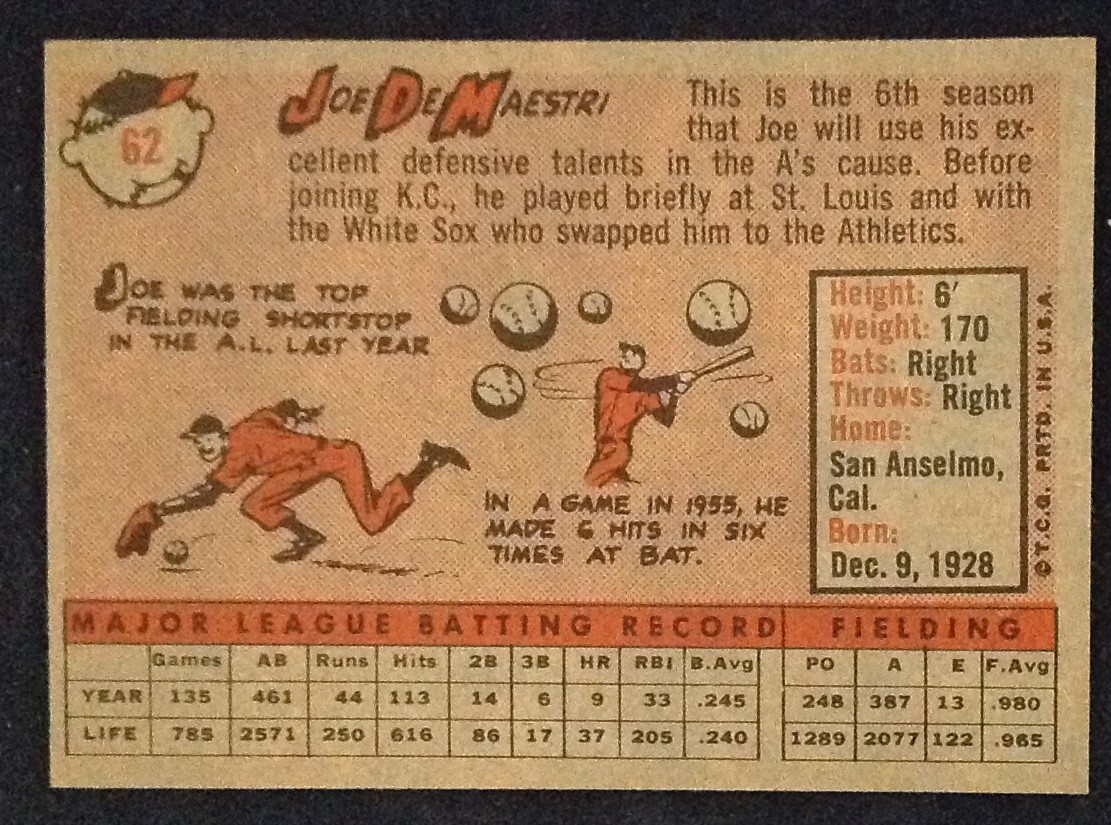 62
JOE DE MAESTRI
This is the 6th season
that Joe will use his ex-
cellent defensive talents in the A's cause. Before
joining K.C., he played briefly at St. Louis and with
the White Sox who swapped him to the Athletics.
JOE WAS THE TOP
FIELDING SHORTSTOP
IN THE A.L. LAST YEAR
IN A GAME IN 1955, HE
MADE 6 HITS IN SIX
TIMES AT BAT.
Height: 6′
Weight: 170
Bats: Right
Throws: Right
Home:
San Anselmo,
Cal.
Born:
Dec. 9, 1928
©T.C.G. PRTD. IN U.S.A.
MAJOR LEAGUE BATTING RECORD FIELDING
Games AB Runs Hits 2B 3B HR RBI B.Avg PO A E F.Avg
YEAR 135 461 44 113 14 6 9 33 .245 248 387 13 .980
LIFE 785 2571 250 616 86 17 37 205 .240 1289 2077 122 .965